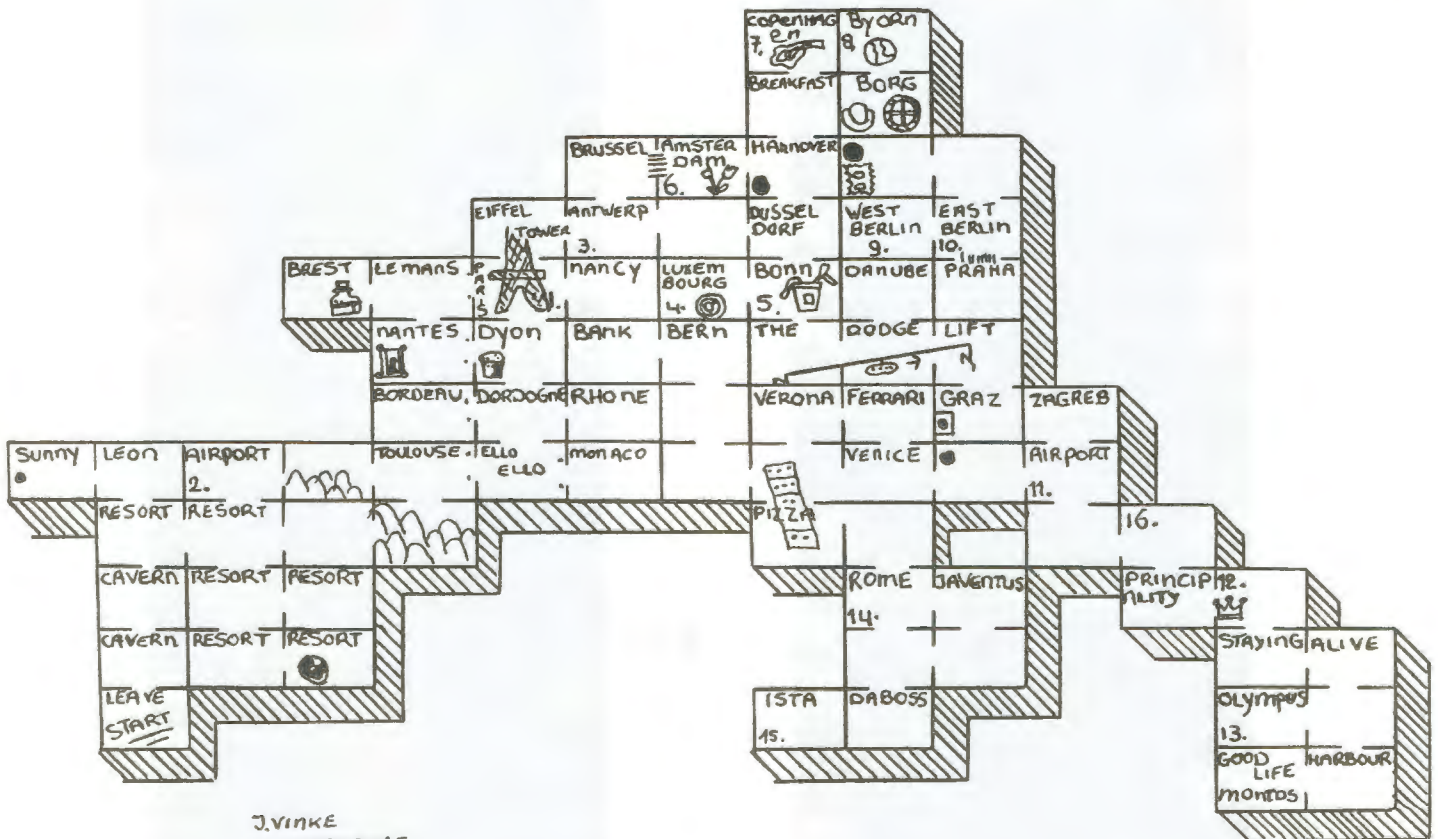 COPENHAG
en
7.
Byorn
8.
BREAKFAST
BORG
BRUSSEL
AMSTER
DAM
6.
HANNOVER
EIFFEL
TOWER
ANTWERP
3.
DUSSEL
DORF
WEST
BERLIN
9.
EAST
BERLIN
10.
BREST
LEMANS
PARIS
1.
NANCY
LUXEM
BOURG
4.
BONN
5.
DANUBE
PRAHA
NANTES
DYON
BANK
BERN
THE
DODGE
LIFT
BORDEAU
DORDOGNE
RHONE
VERONA
FERRARI
GRAZ
ZAGREB
SUNNY
LEON
AIRPORT
2.
TOULOUSE
ELLO
ELLO
MONACO
VENICE
AIRPORT
11.
RESORT
RESORT
PIZZA
16.
CAVERN
RESORT
RESORT
ROME
14.
JAVENTUS
PRINCIP
ALITY
12.
CAVERN
RESORT
RESORT
STAYING
ALIVE
LEAVE
START
ISTA
15.
DABOSS
OLYMPUS
13.
GOOD
LIFE
MONTOS
HARBOUR
J.VINKE